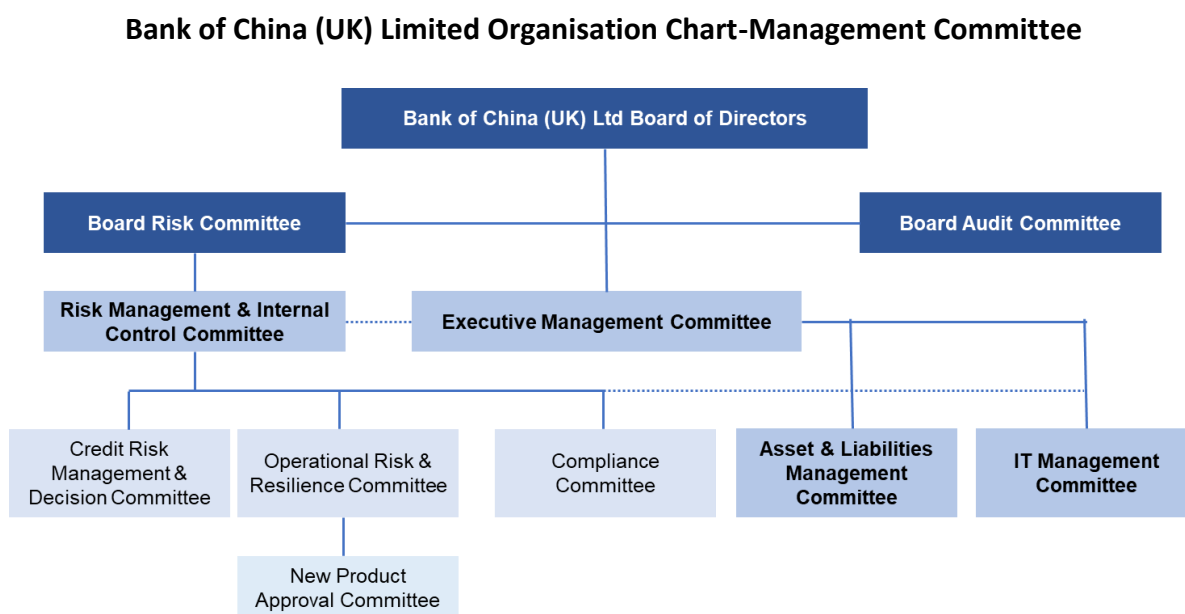 Bank of China (UK) Limited Organisation Chart-Management Committee
Bank of China (UK) Ltd Board of Directors
Board Risk Committee
Board Audit Committee
Risk Management & Internal
Control Committee
Executive Management Committee
Credit Risk
Management &
Decision Committee
Operational Risk &
Resilience Committee
Compliance
Committee
Asset & Liabilities
Management
Committee
IT Management
Committee
New Product
Approval Committee